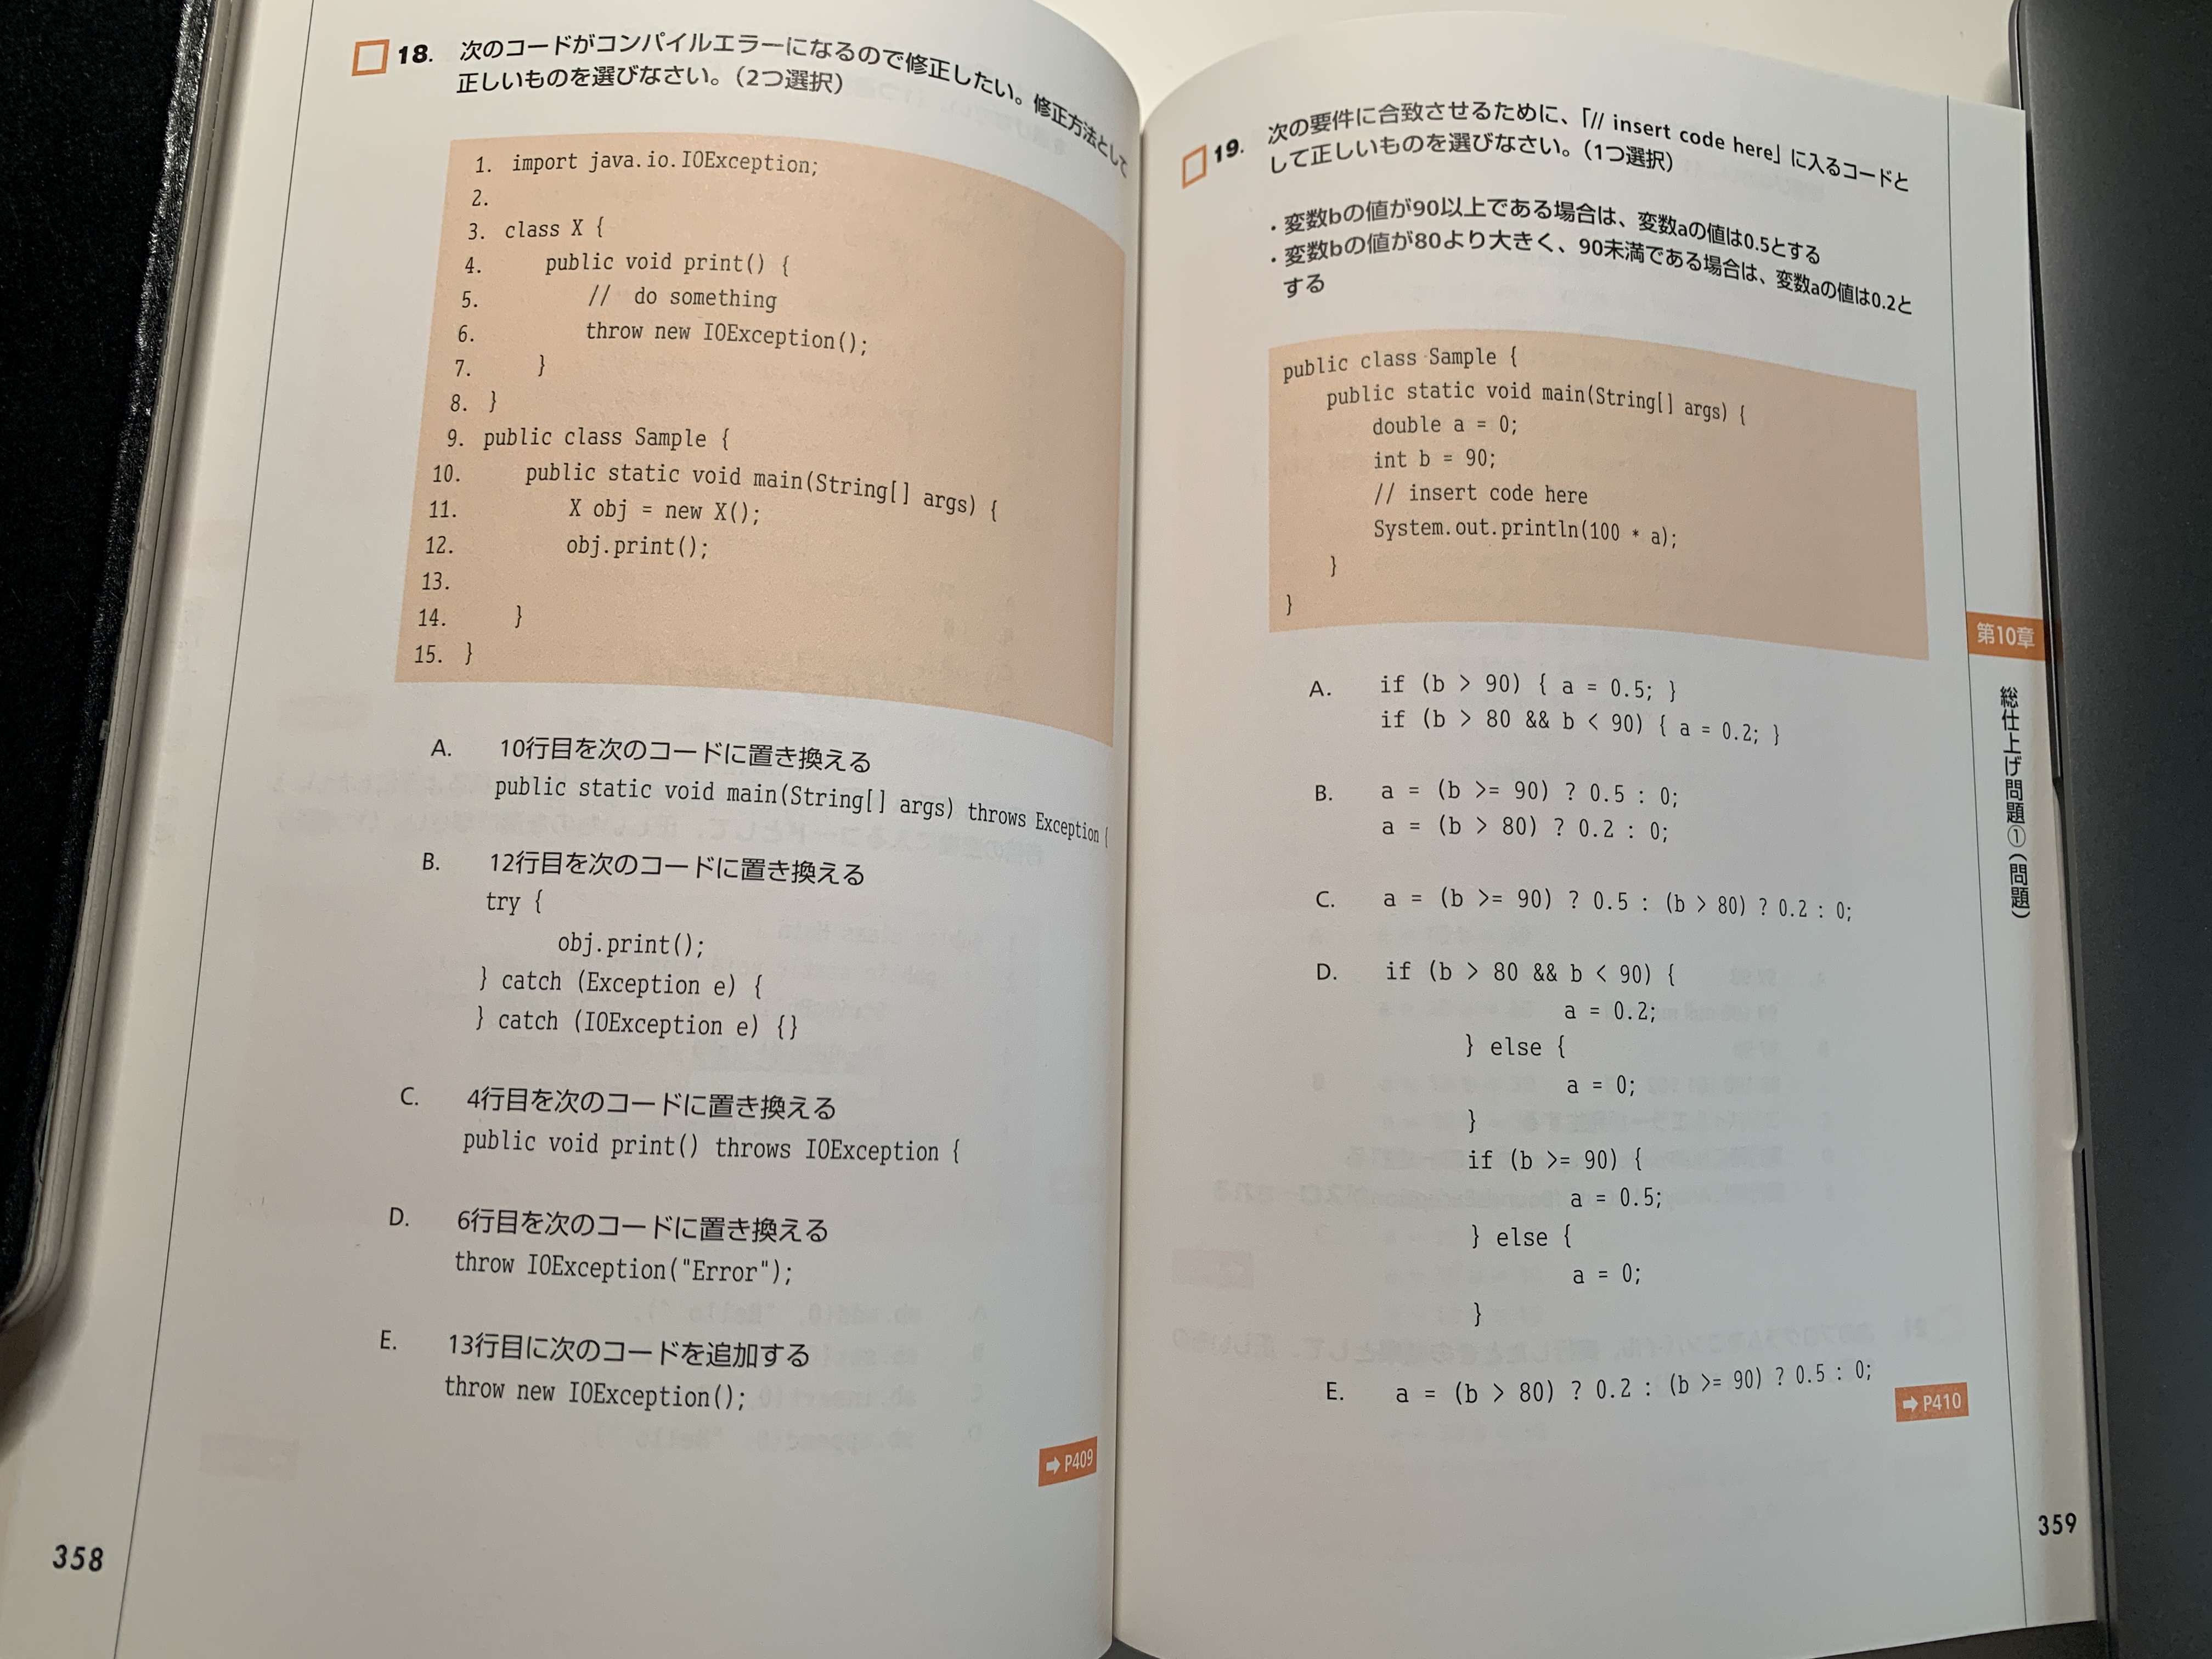 18. 次のコードがコンパイルエラーになるので修正したい。修正方法として
正しいものを選びなさい。（2つ選択）
1. import java.io.IOException;
2.
3. class X {
4. public void print() {
5. // do something
6. throw new IOException();
7. }
8. }
9. public class Sample {
10. public static void main(String[] args) {
11. X obj = new X();
12. obj.print();
13.
14. }
15. }
A. 10行目を次のコードに置き換える
public static void main(String[] args) throws Exception {
B. 12行目を次のコードに置き換える
try {
obj.print();
} catch (Exception e) {
} catch (IOException e) {}
C. 4行目を次のコードに置き換える
public void print() throws IOException {
D. 6行目を次のコードに置き換える
throw IOException("Error");
E. 13行目に次のコードを追加する
throw new IOException();
➡ P409
358
19. 次の要件に合致させるために、「// insert code here」に入るコードと
して正しいものを選びなさい。（1つ選択）
・変数bの値が90以上である場合は、変数aの値は0.5とする
・変数bの値が80より大きく、90未満である場合は、変数aの値は0.2と
する
public class Sample {
public static void main(String[] args) {
double a = 0;
int b = 90;
// insert code here
System.out.println(100 * a);
}
}
A. if (b > 90) { a = 0.5; }
if (b > 80 && b < 90) { a = 0.2; }
B. a = (b >= 90) ? 0.5 : 0;
a = (b > 80) ? 0.2 : 0;
C. a = (b >= 90) ? 0.5 : (b > 80) ? 0.2 : 0;
D. if (b > 80 && b < 90) {
a = 0.2;
} else {
a = 0;
}
if (b >= 90) {
a = 0.5;
} else {
a = 0;
}
E. a = (b > 80) ? 0.2 : (b >= 90) ? 0.5 : 0;
➡ P410
第10章
総仕上げ問題①（問題）
359